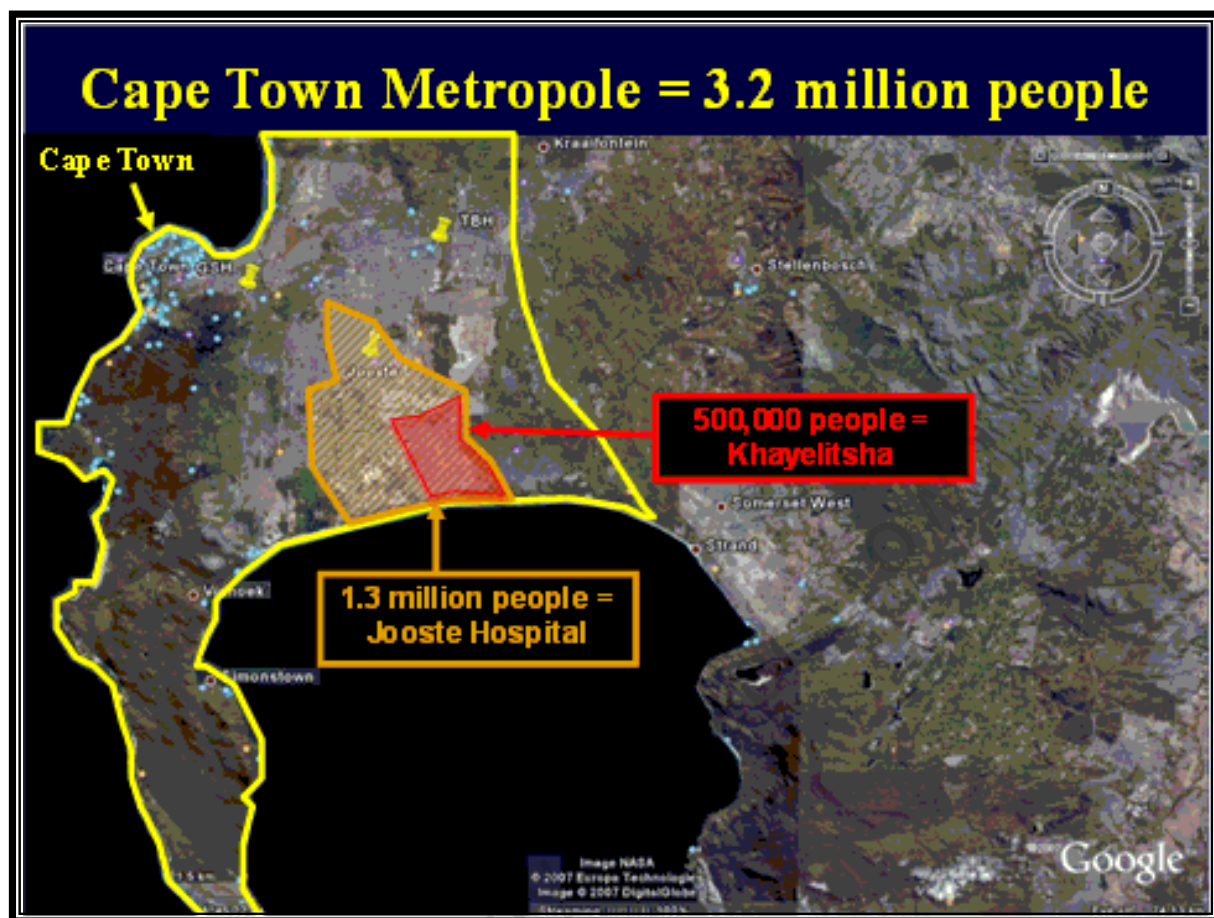 Cape Town Metropole = 3.2 million people
Cape Town
Kraaifontein
TBH
Cape Town GSH
Stellenbosch
Jooste
500,000 people =
Khayelitsha
Somerset West
Strand
1.3 million people =
Jooste Hospital
Simonstown
Image NASA
© 2007 Europa Technologies
Image © 2007 DigitalGlobe
Google